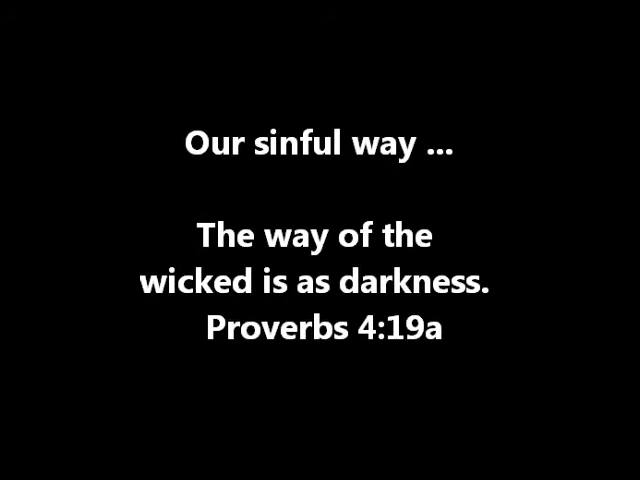 Our sinful way ...
The way of the
wicked is as darkness.
Proverbs 4:19a